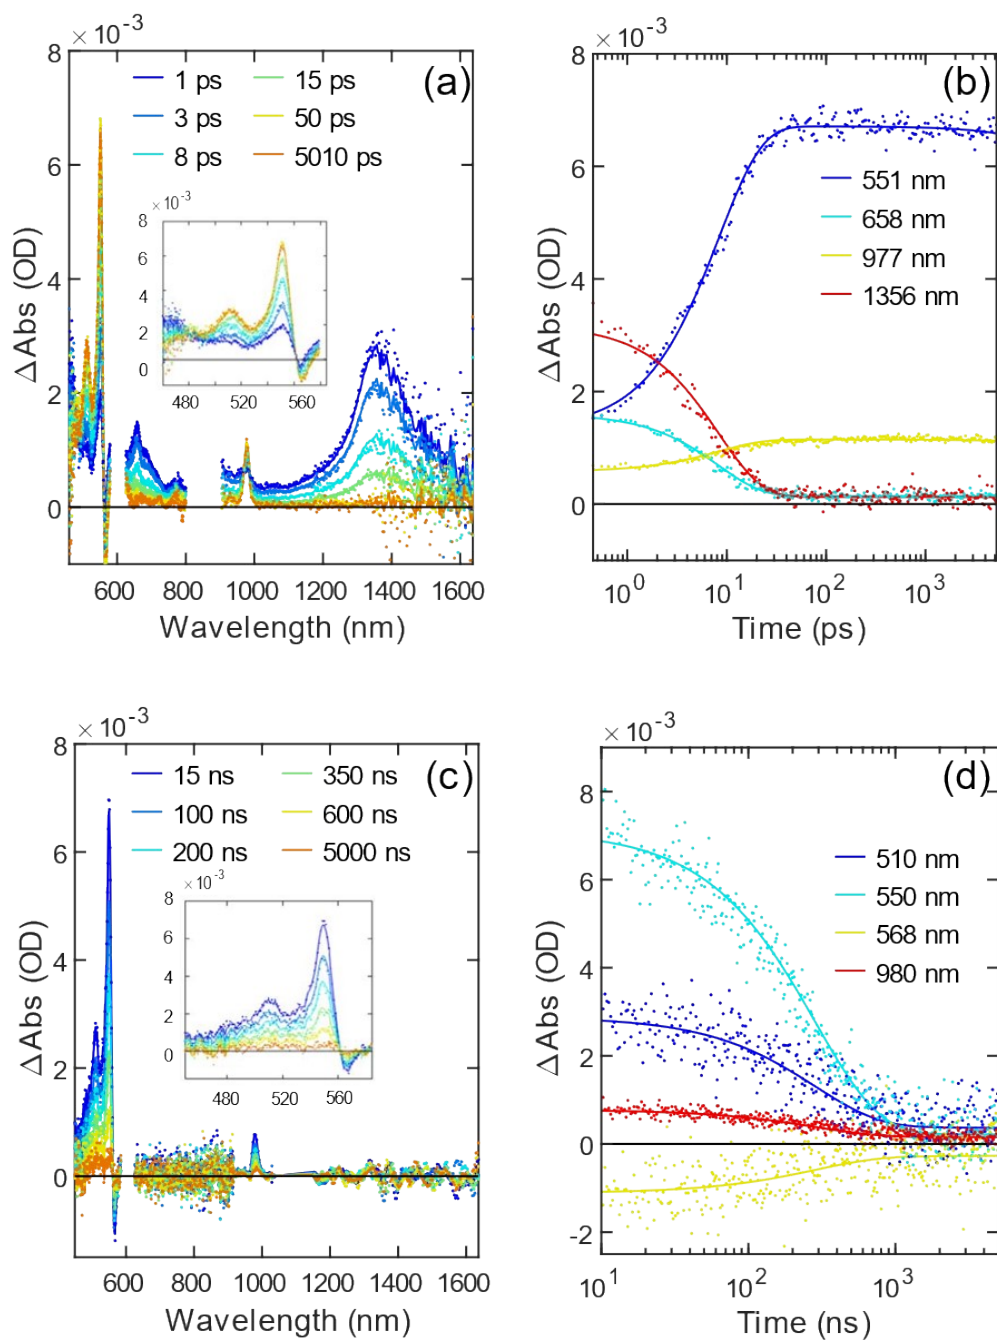 × 10⁻³
8
6
4
2
0
ΔAbs (OD)
1 ps
3 ps
8 ps
15 ps
50 ps
5010 ps
(a)
× 10⁻³
8
6
4
2
0
480 520 560
600 800 1000 1200 1400 1600
Wavelength (nm)
× 10⁻³
8
6
4
2
0
ΔAbs (OD)
(b)
551 nm
658 nm
977 nm
1356 nm
10⁰ 10¹ 10² 10³
Time (ps)
× 10⁻³
8
6
4
2
0
ΔAbs (OD)
15 ns
100 ns
200 ns
350 ns
600 ns
5000 ns
(c)
× 10⁻³
8
6
4
2
0
480 520 560
600 800 1000 1200 1400 1600
Wavelength (nm)
× 10⁻³
8
6
4
2
0
-2
ΔAbs (OD)
(d)
510 nm
550 nm
568 nm
980 nm
10¹ 10² 10³
Time (ns)